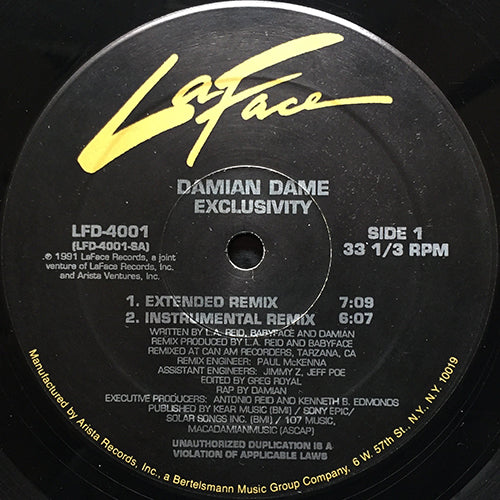 LaFace
DAMIAN DAME
EXCLUSIVITY
LFD-4001
(LFD-4001-SA)
℗ 1991 LaFace Records, a joint
venture of LaFace Records, Inc.
and Arista Ventures, Inc.
SIDE 1
33 1/3 RPM
1. EXTENDED REMIX 7:09
2. INSTRUMENTAL REMIX 6:07
WRITTEN BY L.A. REID, BABYFACE AND DAMIAN
REMIX PRODUCED BY L.A. REID AND BABYFACE
REMIXED AT CAN AM RECORDERS, TARZANA, CA
REMIX ENGINEER: PAUL McKENNA
ASSISTANT ENGINEERS: JIMMY Z, JEFF POE
EDITED BY GREG ROYAL
RAP BY DAMIAN
EXECUTIVE PRODUCERS: ANTONIO REID AND KENNETH B. EDMONDS
PUBLISHED BY KEAR MUSIC (BMI) / SONY EPIC/
SOLAR SONGS INC. (BMI) / 107 MUSIC,
MACADAMIANMUSIC (ASCAP)
UNAUTHORIZED DUPLICATION IS A
VIOLATION OF APPLICABLE LAWS
Manufactured by Arista Records, Inc., a Bertelsmann Music Group Company, 6 W. 57th St., N.Y. N.Y. 10019